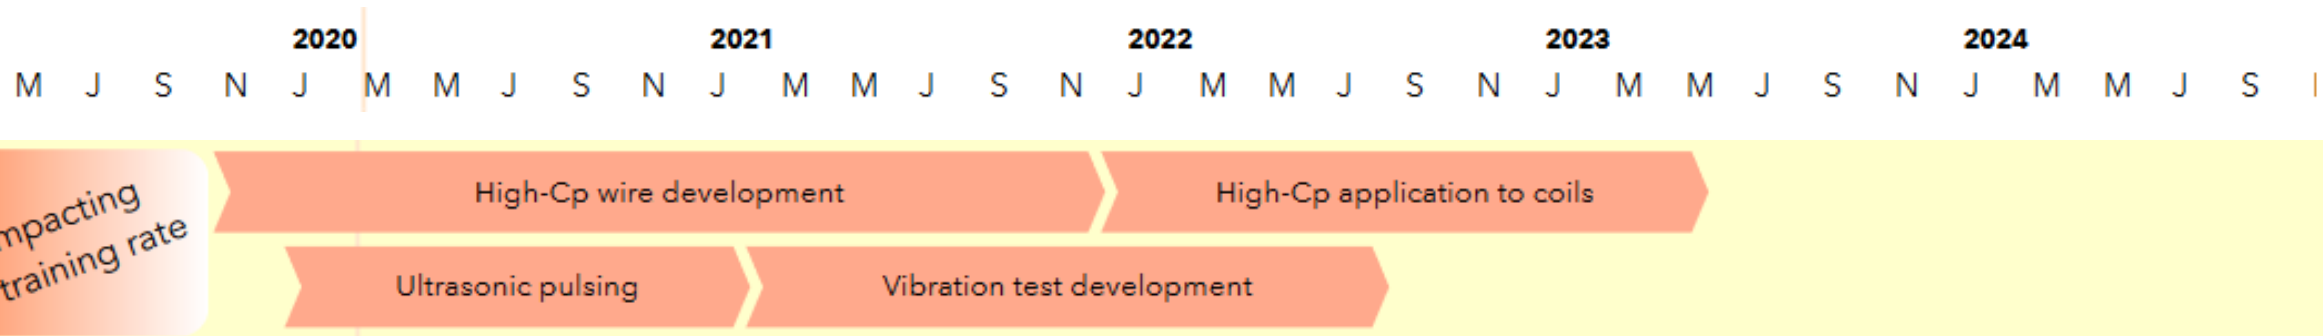 2020 2021 2022 2023 2024
M J S N J M M J S N J M M J S N J M M J S N J M M J S N J M M J S
High-Cp wire development High-Cp application to coils
mpacting
training rate
Ultrasonic pulsing Vibration test development